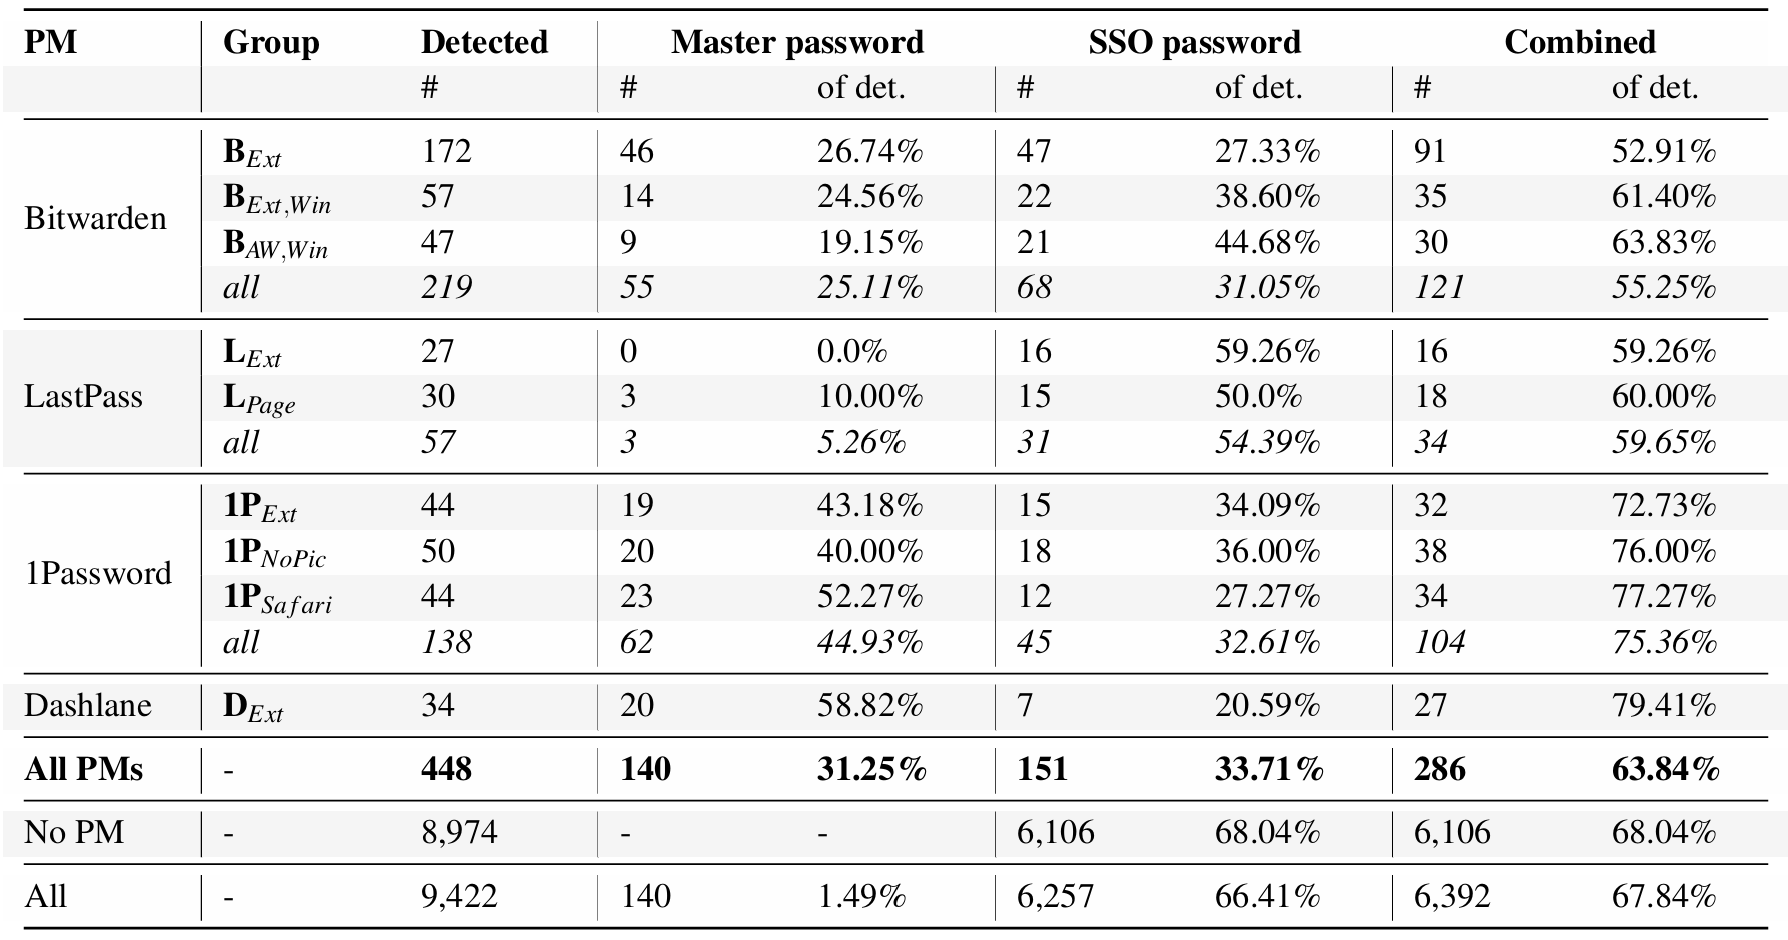 PM Group Detected Master password SSO password Combined
# # of det. # of det. # of det.
B_Ext 172 46 26.74% 47 27.33% 91 52.91%
B_Ext,Win 57 14 24.56% 22 38.60% 35 61.40%
Bitwarden
B_AW,Win 47 9 19.15% 21 44.68% 30 63.83%
all 219 55 25.11% 68 31.05% 121 55.25%
L_Ext 27 0 0.0% 16 59.26% 16 59.26%
LastPass L_Page 30 3 10.00% 15 50.0% 18 60.00%
all 57 3 5.26% 31 54.39% 34 59.65%
1P_Ext 44 19 43.18% 15 34.09% 32 72.73%
1P_NoPic 50 20 40.00% 18 36.00% 38 76.00%
1Password
1P_Safari 44 23 52.27% 12 27.27% 34 77.27%
all 138 62 44.93% 45 32.61% 104 75.36%
Dashlane D_Ext 34 20 58.82% 7 20.59% 27 79.41%
All PMs - 448 140 31.25% 151 33.71% 286 63.84%
No PM - 8,974 - - 6,106 68.04% 6,106 68.04%
All - 9,422 140 1.49% 6,257 66.41% 6,392 67.84%